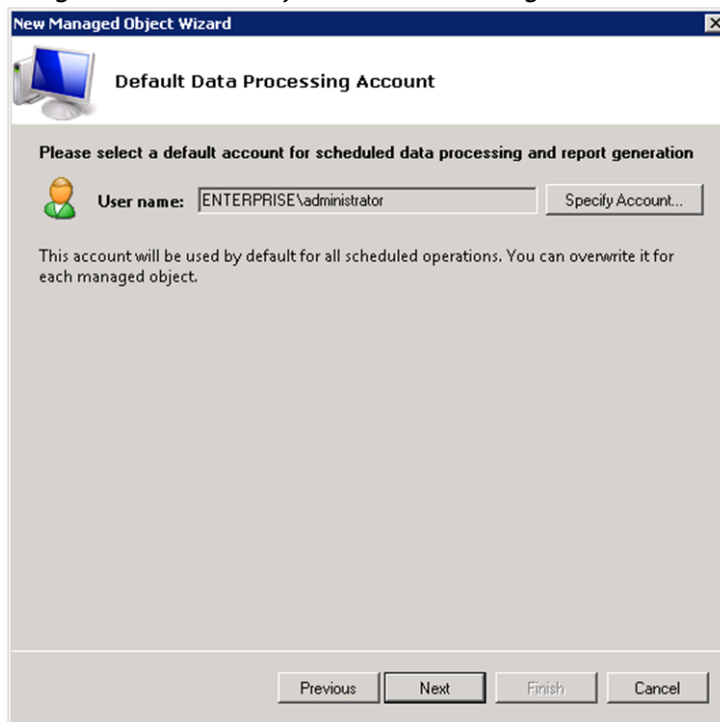 New Managed Object Wizard
Default Data Processing Account
Please select a default account for scheduled data processing and report generation
User name: ENTERPRISE\administrator Specify Account...
This account will be used by default for all scheduled operations. You can overwrite it for
each managed object.
Previous Next Finish Cancel